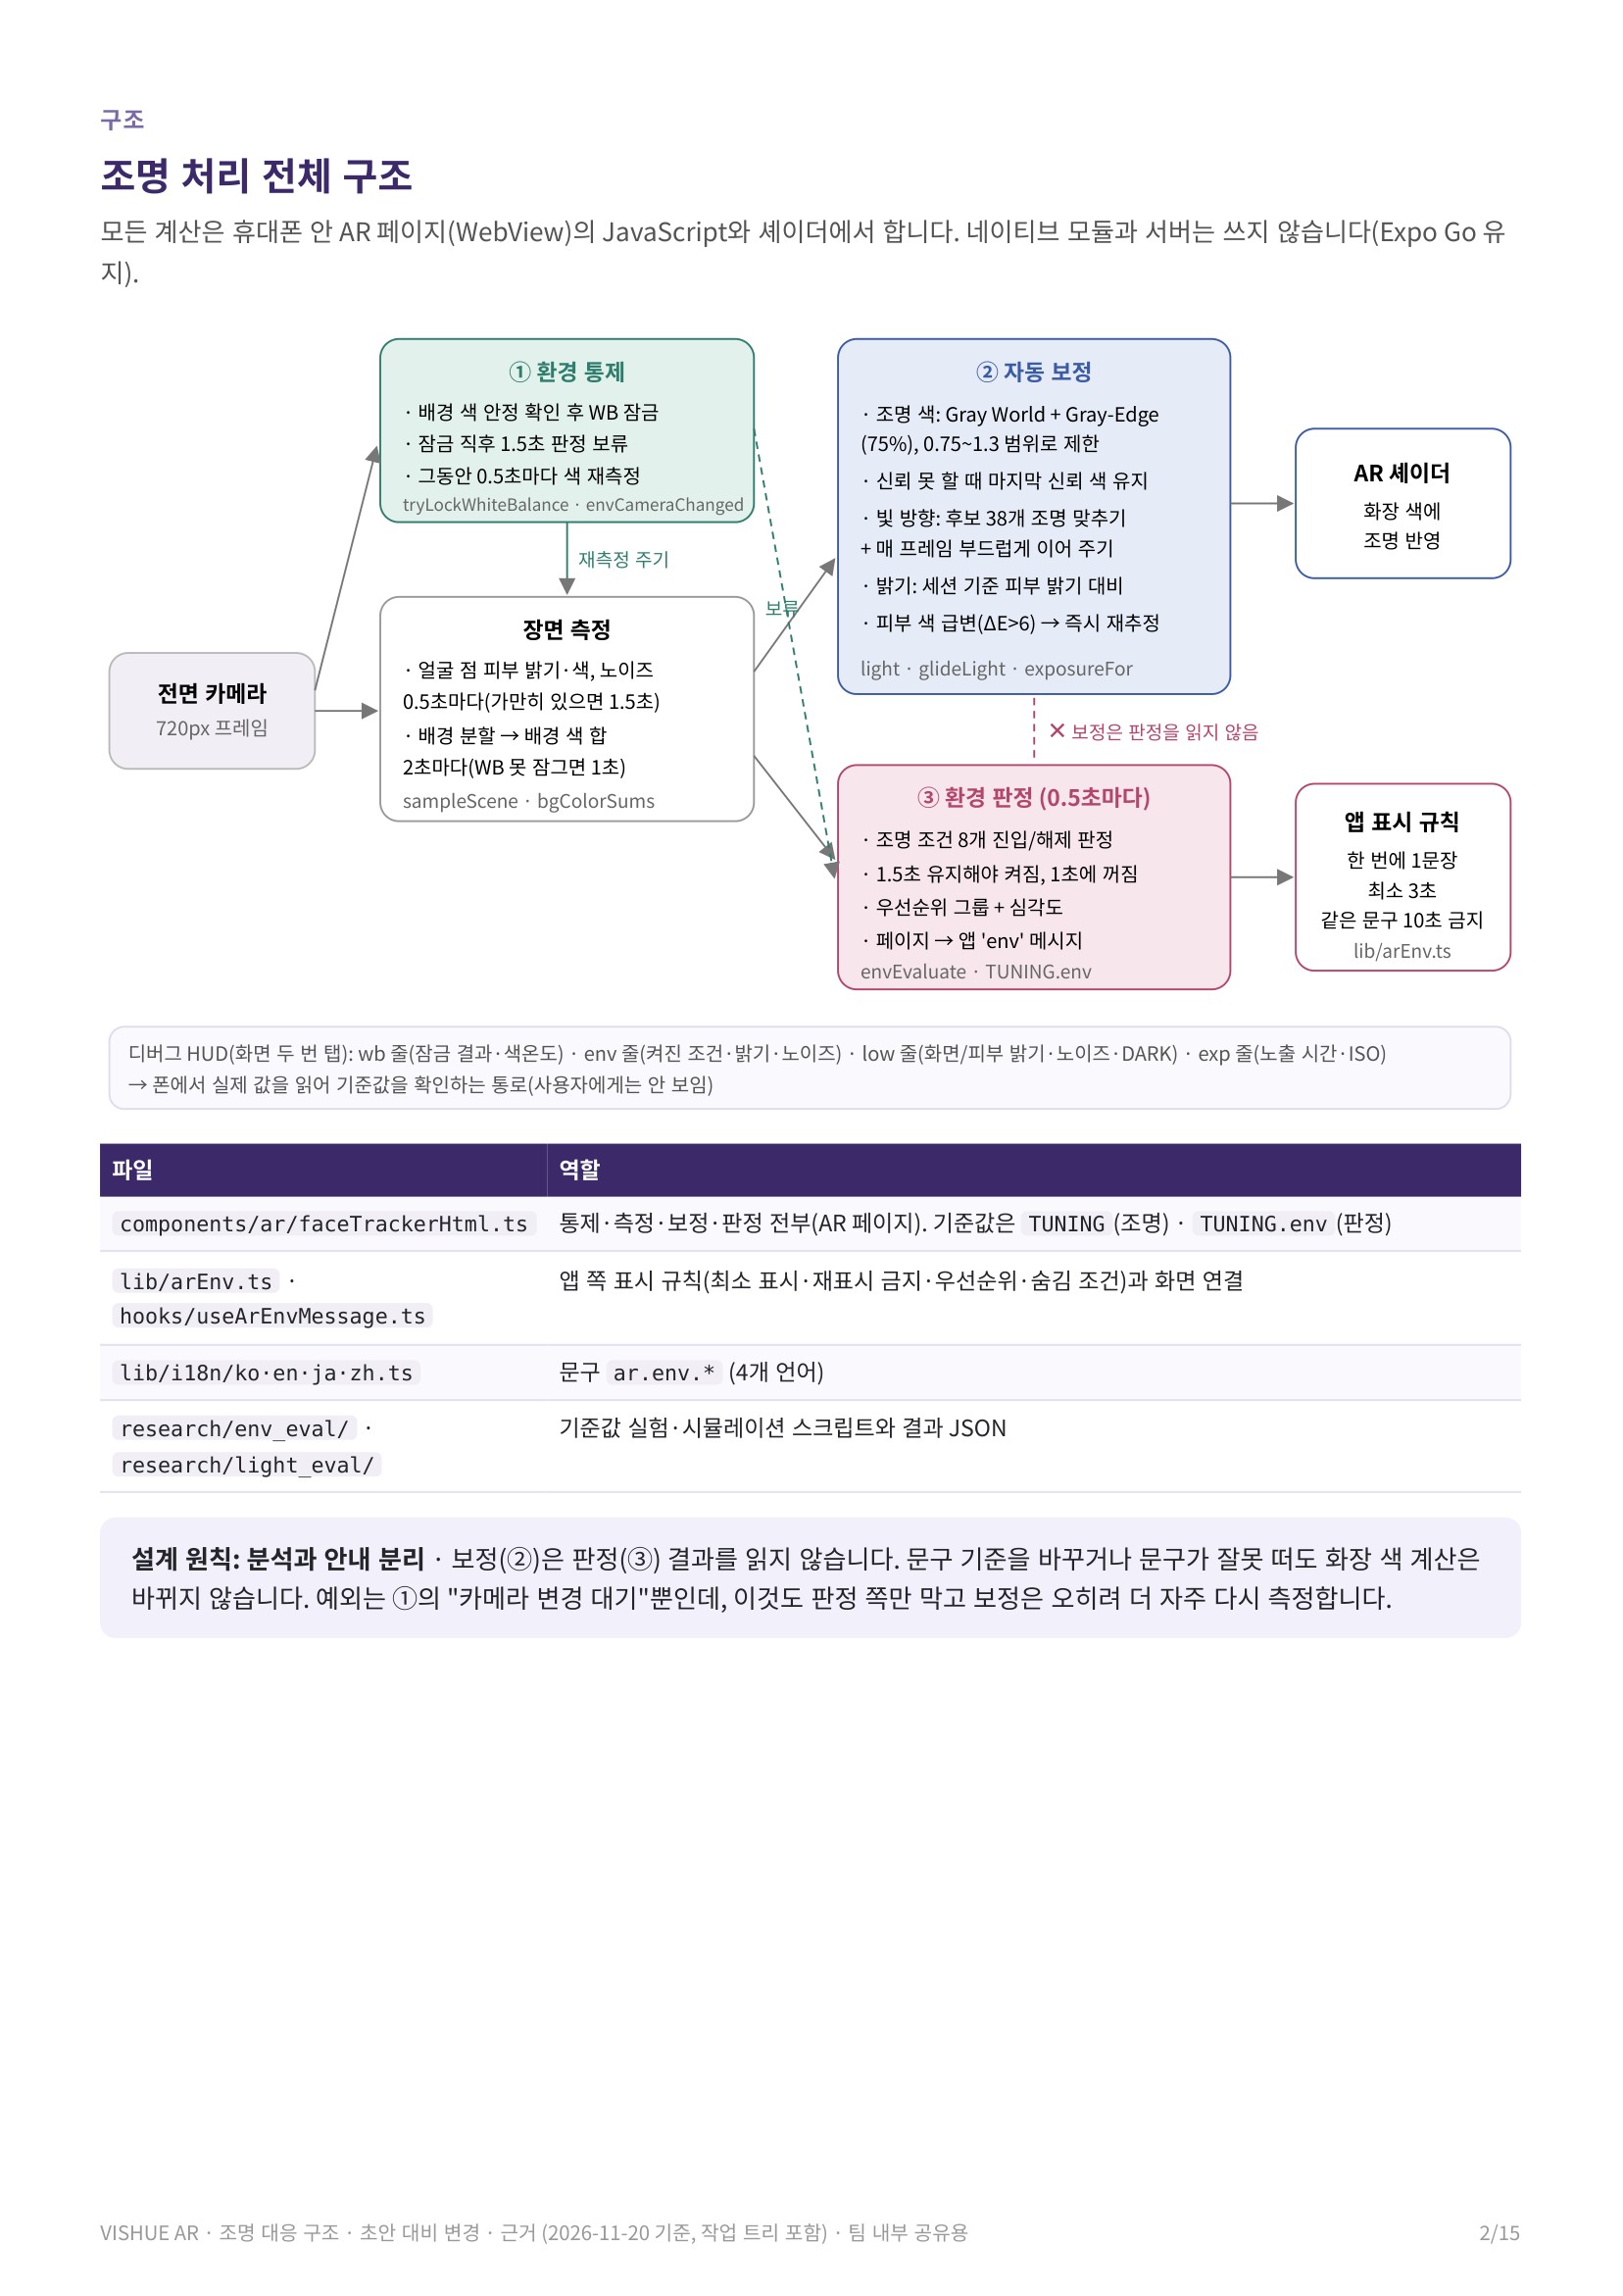 구조
조명 처리 전체 구조
모든 계산은 휴대폰 안 AR 페이지(WebView)의 JavaScript와 셰이더에서 합니다. 네이티브 모듈과 서버는 쓰지 않습니다(Expo Go 유
지).
① 환경 통제
· 배경 색 안정 확인 후 WB 잠금
· 잠금 직후 1.5초 판정 보류
· 그동안 0.5초마다 색 재측정
tryLockWhiteBalance · envCameraChanged
재측정 주기
장면 측정
· 얼굴 점 피부 밝기·색, 노이즈
0.5초마다(가만히 있으면 1.5초)
· 배경 분할 → 배경 색 합
2초마다(WB 못 잠그면 1초)
sampleScene · bgColorSums
전면 카메라
720px 프레임
보류
② 자동 보정
· 조명 색: Gray World + Gray-Edge
(75%), 0.75~1.3 범위로 제한
· 신뢰 못 할 때 마지막 신뢰 색 유지
· 빛 방향: 후보 38개 조명 맞추기
+ 매 프레임 부드럽게 이어 주기
· 밝기: 세션 기준 피부 밝기 대비
· 피부 색 급변(ΔE>6) → 즉시 재추정
light · glideLight · exposureFor
AR 셰이더
화장 색에
조명 반영
✕ 보정은 판정을 읽지 않음
③ 환경 판정 (0.5초마다)
· 조명 조건 8개 진입/해제 판정
· 1.5초 유지해야 켜짐, 1초에 꺼짐
· 우선순위 그룹 + 심각도
· 페이지 → 앱 'env' 메시지
envEvaluate · TUNING.env
앱 표시 규칙
한 번에 1문장
최소 3초
같은 문구 10초 금지
lib/arEnv.ts
디버그 HUD(화면 두 번 탭): wb 줄(잠금 결과·색온도) · env 줄(켜진 조건·밝기·노이즈) · low 줄(화면/피부 밝기·노이즈·DARK) · exp 줄(노출 시간·ISO)
→ 폰에서 실제 값을 읽어 기준값을 확인하는 통로(사용자에게는 안 보임)
파일 역할
components/ar/faceTrackerHtml.ts 통제·측정·보정·판정 전부(AR 페이지). 기준값은 TUNING (조명) · TUNING.env (판정)
lib/arEnv.ts · 앱 쪽 표시 규칙(최소 표시·재표시 금지·우선순위·숨김 조건)과 화면 연결
hooks/useArEnvMessage.ts
lib/i18n/ko·en·ja·zh.ts 문구 ar.env.* (4개 언어)
research/env_eval/ · 기준값 실험·시뮬레이션 스크립트와 결과 JSON
research/light_eval/
설계 원칙: 분석과 안내 분리 · 보정(②)은 판정(③) 결과를 읽지 않습니다. 문구 기준을 바꾸거나 문구가 잘못 떠도 화장 색 계산은
바뀌지 않습니다. 예외는 ①의 "카메라 변경 대기"뿐인데, 이것도 판정 쪽만 막고 보정은 오히려 더 자주 다시 측정합니다.
VISHUE AR · 조명 대응 구조 · 초안 대비 변경 · 근거 (2026-11-20 기준, 작업 트리 포함) · 팀 내부 공유용 2/15